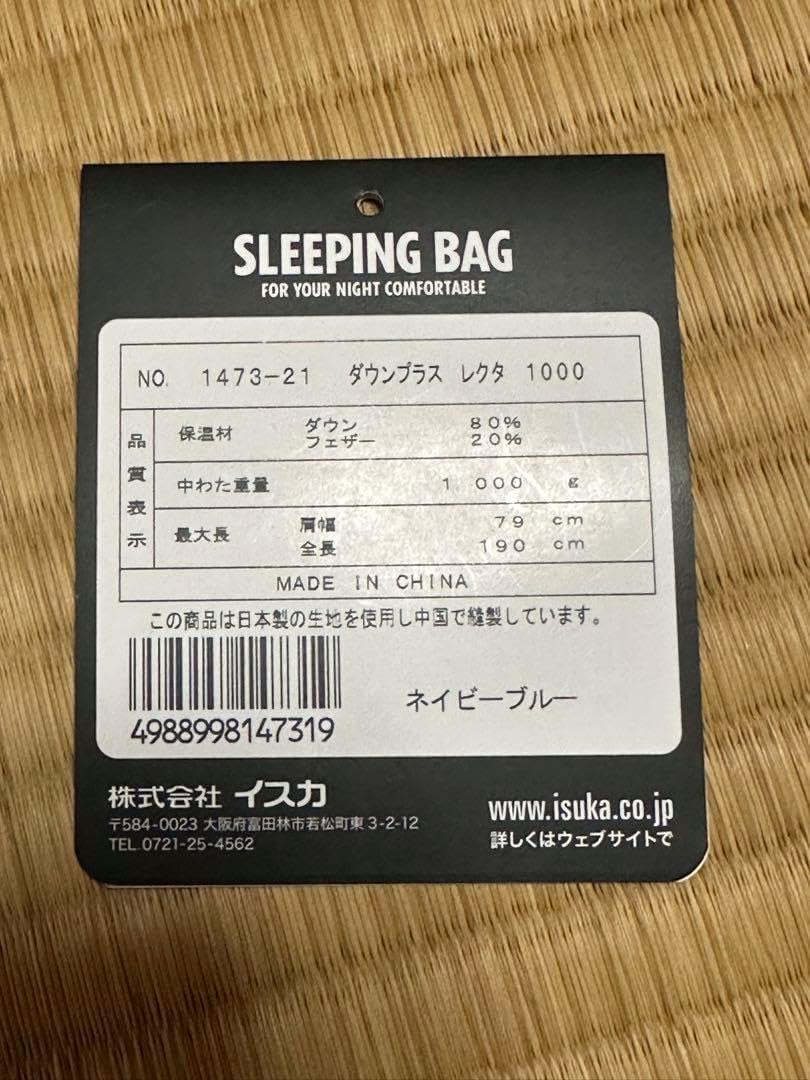 SLEEPING BAG
FOR YOUR NIGHT COMFORTABLE
NO. 1473-21 ダウンプラス レクタ 1000
品質表示
保温材 ダウン 80%
フェザー 20%
中わた重量 1 000 g
最大長 肩幅 79 cm
全長 190 cm
MADE IN CHINA
この商品は日本製の生地を使用し中国で縫製しています。
4988998147319
ネイビーブルー
株式会社 イスカ
〒584-0023 大阪府富田林市若松町東3-2-12
TEL.0721-25-4562
www.isuka.co.jp
詳しくはウェブサイトで